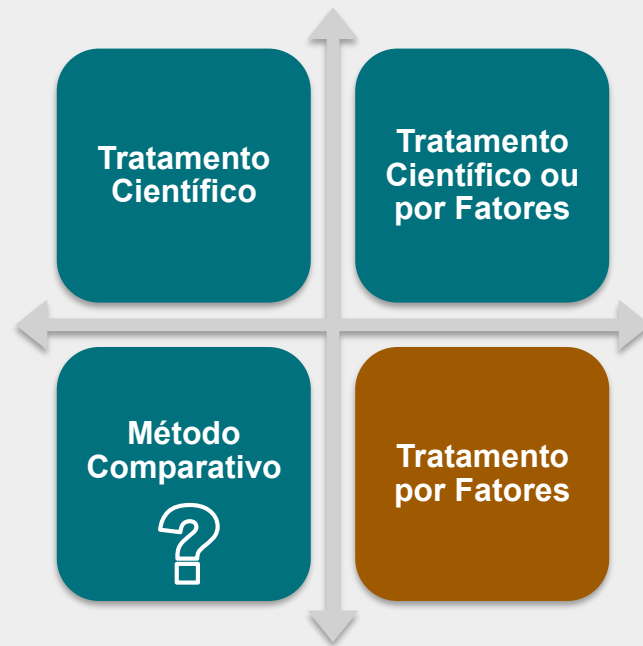 Tratamento
Científico
Tratamento
Científico ou
por Fatores
Método
Comparativo
?
Tratamento
por Fatores